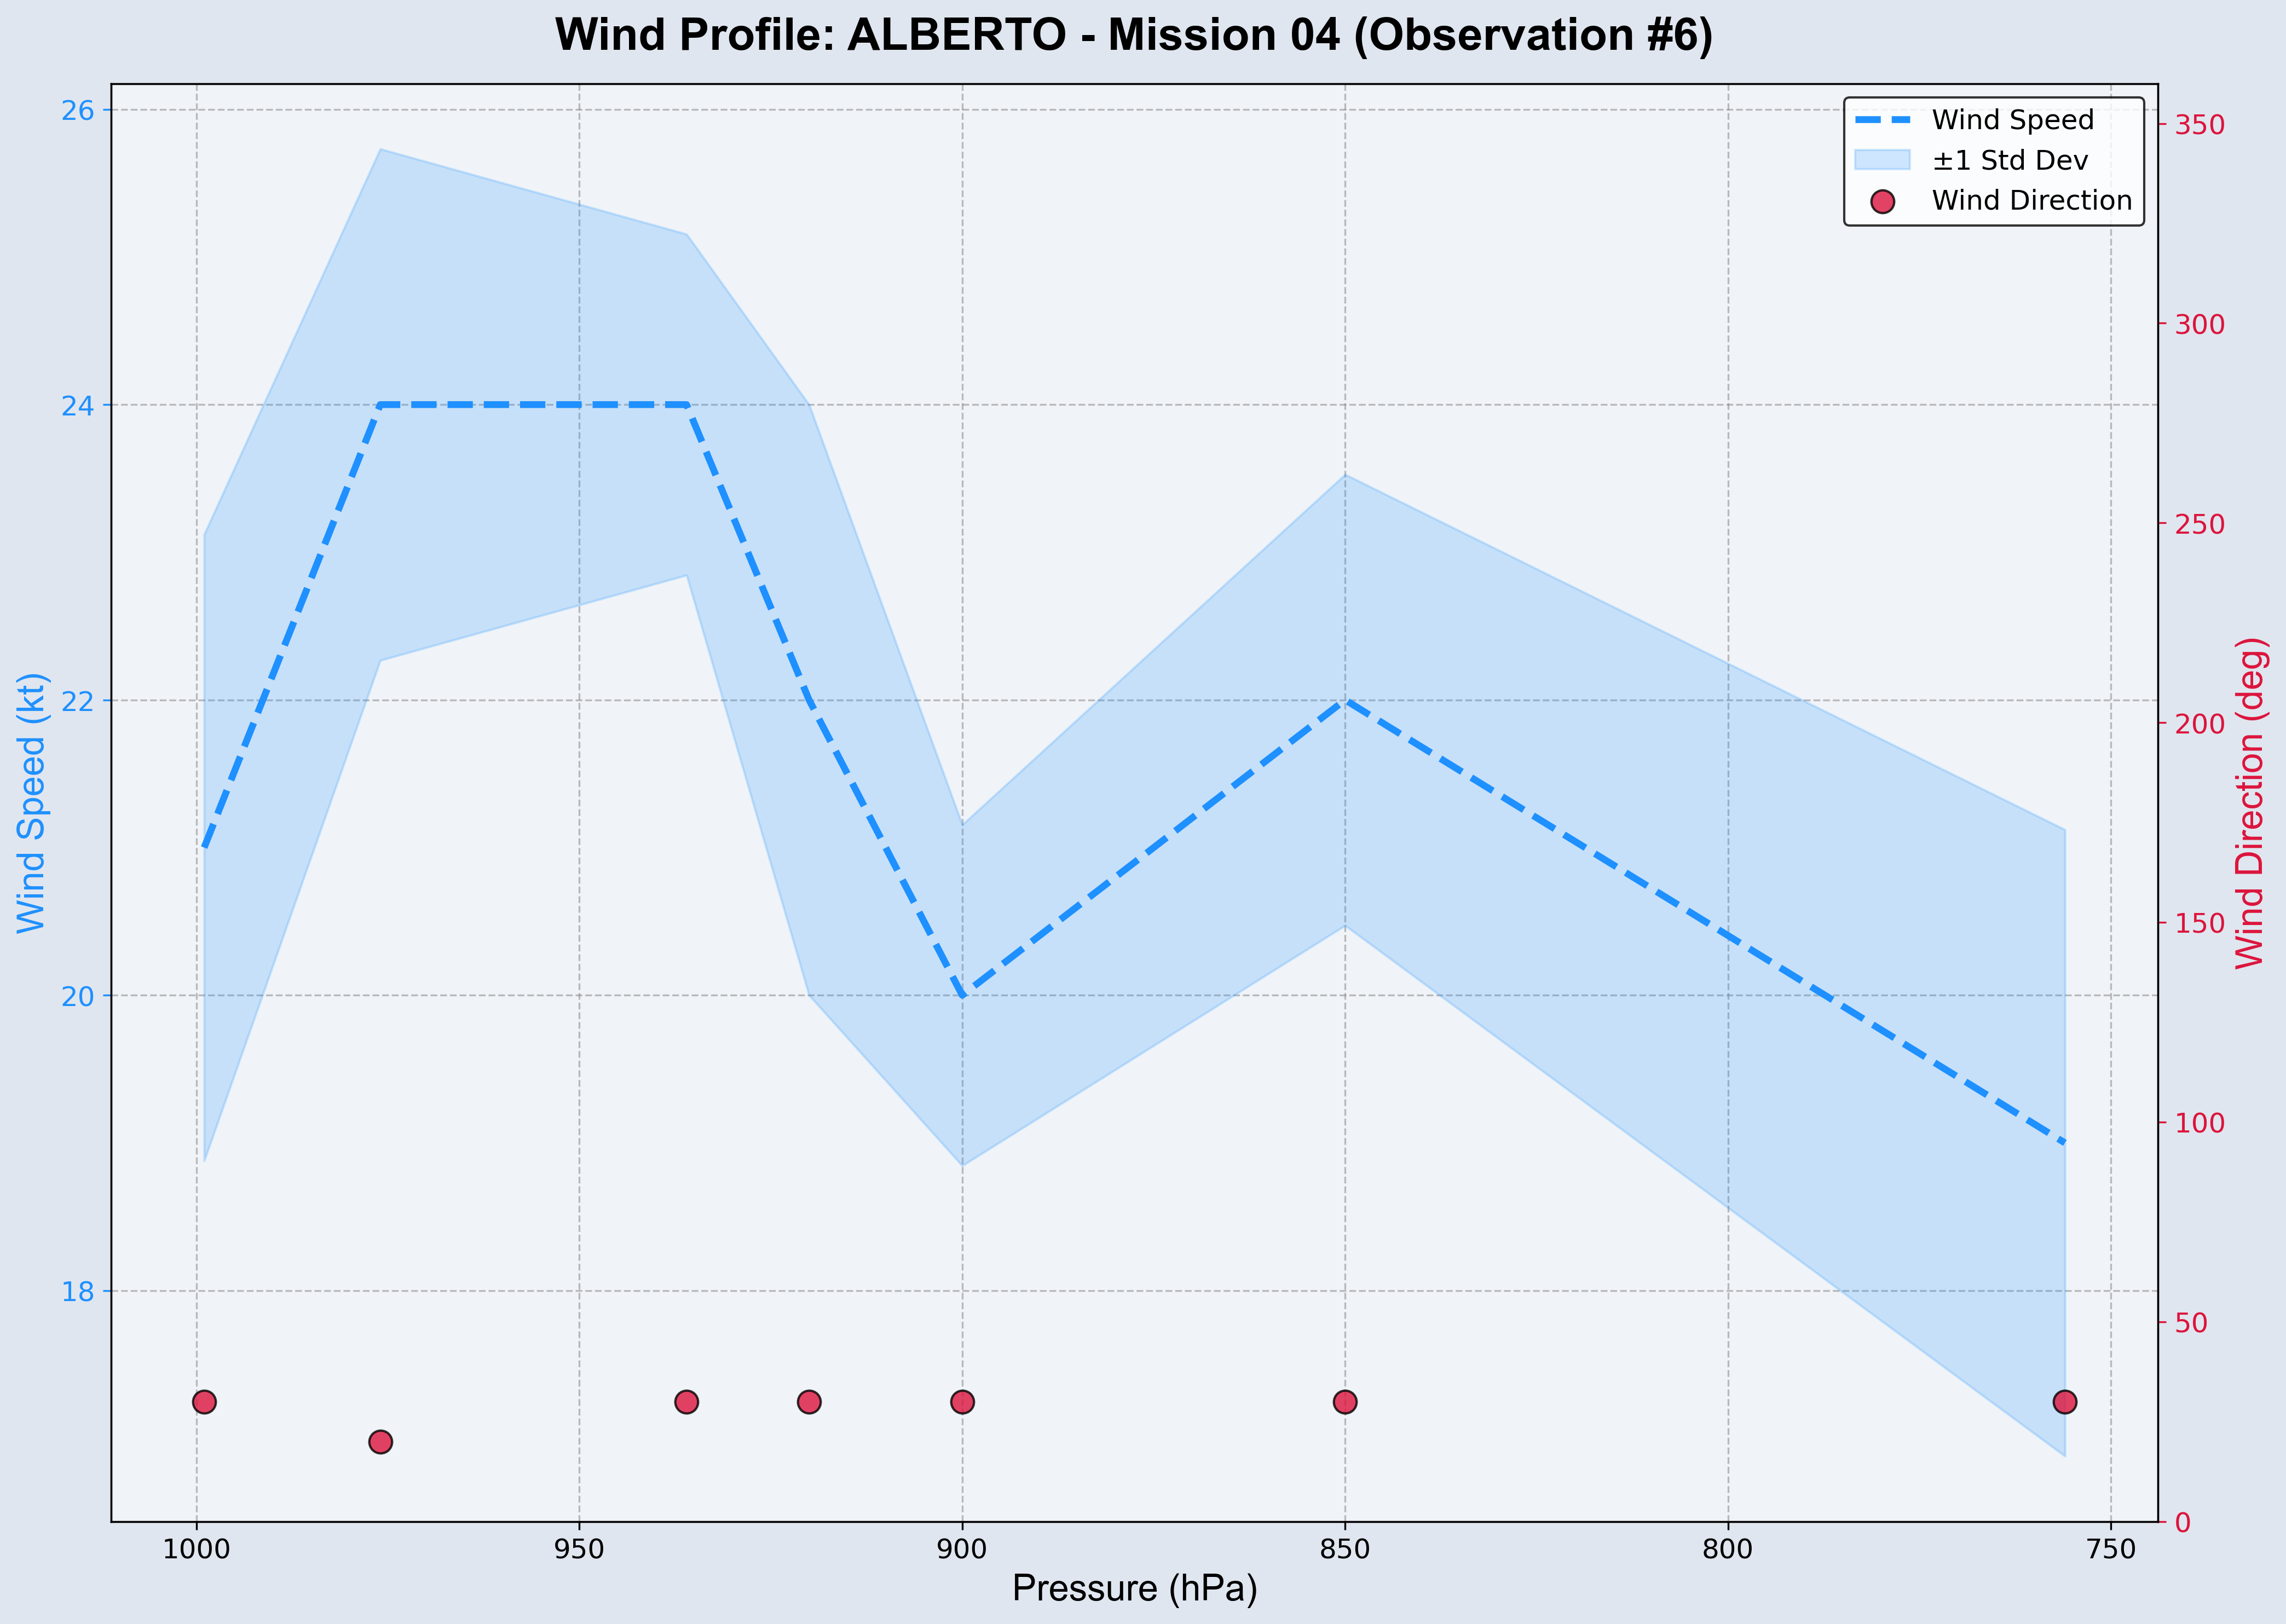 Wind Profile: ALBERTO - Mission 04 (Observation #6)
Wind Speed
±1 Std Dev
Wind Direction
26
24
22
20
18
Wind Speed (kt)
350
300
250
200
150
100
50
0
Wind Direction (deg)
1000
950
900
850
800
750
Pressure (hPa)